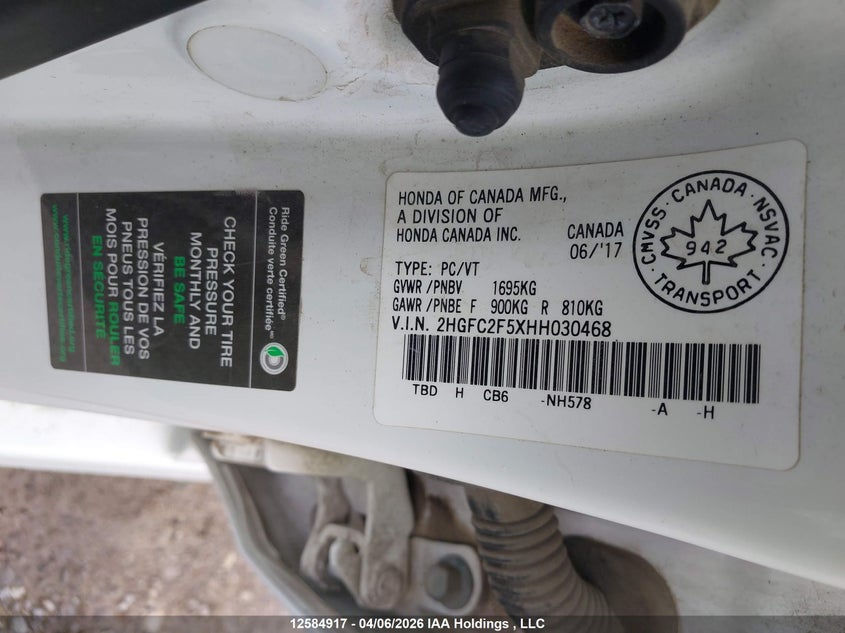 HONDA OF CANADA MFG.,
A DIVISION OF
HONDA CANADA INC.
CANADA
06/'17
TYPE: PC/VT
GVWR/PNBV 1695KG
GAWR/PNBE F 900KG R 810KG
V.I.N. 2HGFC2F5XHH030468
TBD H CB6 -NH578 -A -H
CMVSS · CANADA · NSVAC · TRANSPORT ·
942
Ride Green Certified®
Conduite verte certifiée
CHECK YOUR TIRE
PRESSURE
MONTHLY AND
BE SAFE
VÉRIFIEZ LA
PRESSION DE VOS
PNEUS TOUS LES
MOIS POUR ROULER
EN SÉCURITÉ
www.ridegreencertified.org
12584917 - 04/06/2026 IAA Holdings , LLC